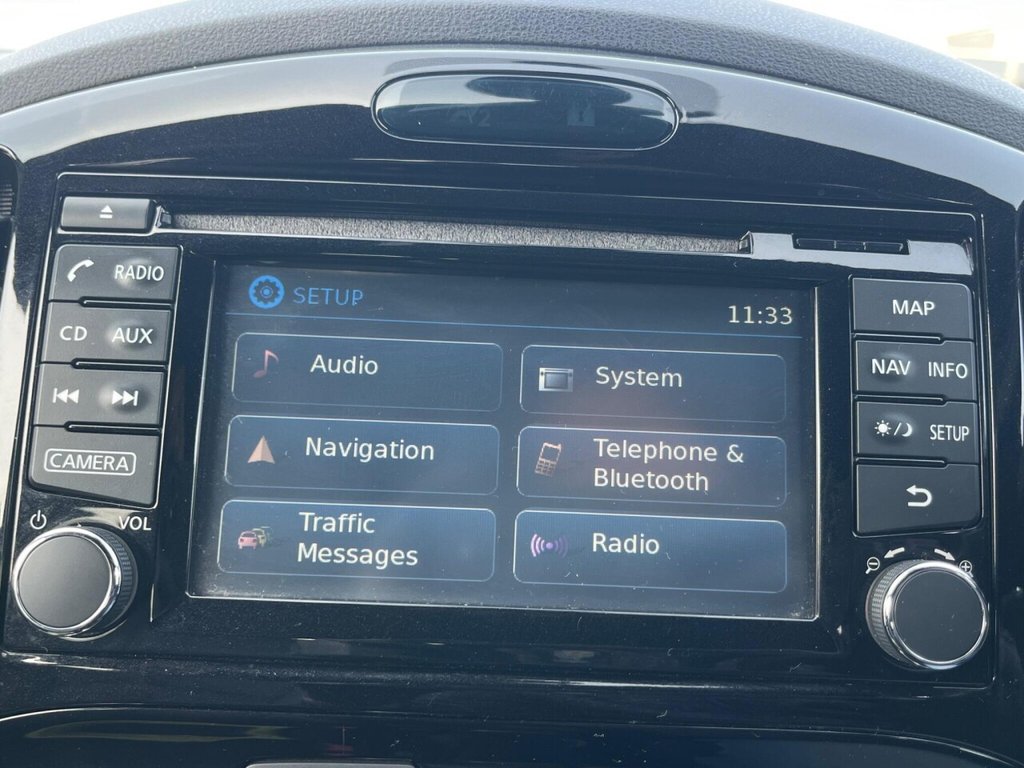 RADIO
CD AUX
CAMERA
VOL
SETUP
11:33
Audio
System
Navigation
Telephone &
Bluetooth
Traffic
Messages
Radio
MAP
NAV INFO
SETUP